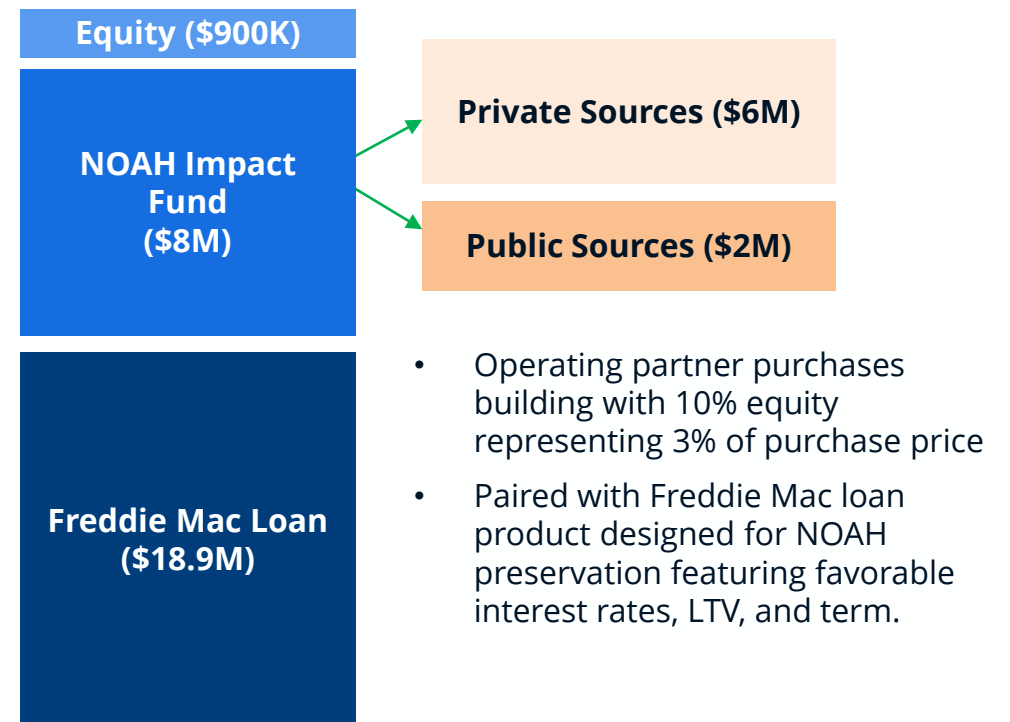 Equity ($900K)
NOAH Impact
Fund
($8M)
Private Sources ($6M)
Public Sources ($2M)
Freddie Mac Loan
($18.9M)
• Operating partner purchases
building with 10% equity
representing 3% of purchase price
• Paired with Freddie Mac loan
product designed for NOAH
preservation featuring favorable
interest rates, LTV, and term.